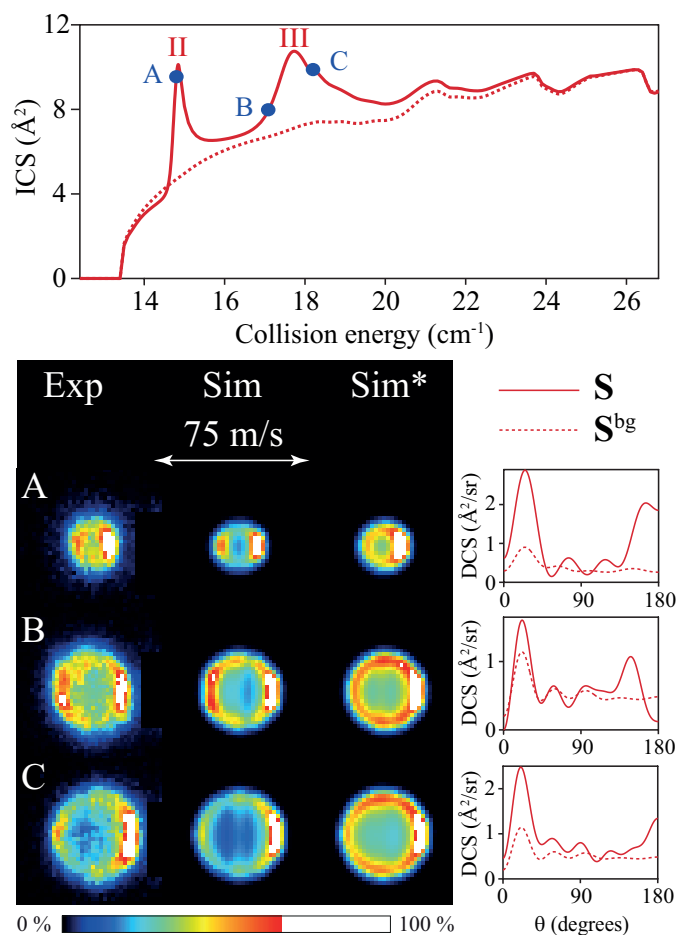 12
8
4
0
ICS (Å²)
II
III
A
B
C
14 16 18 20 22 24 26
Collision energy (cm⁻¹)
Exp Sim Sim*
75 m/s
S
Sᵇᵍ
A
2
1
0
DCS (Å²/sr)
0 90 180
B
1
0
DCS (Å²/sr)
0 90 180
C
2
1
0
DCS (Å²/sr)
0 90 180
θ (degrees)
0 % 100 %